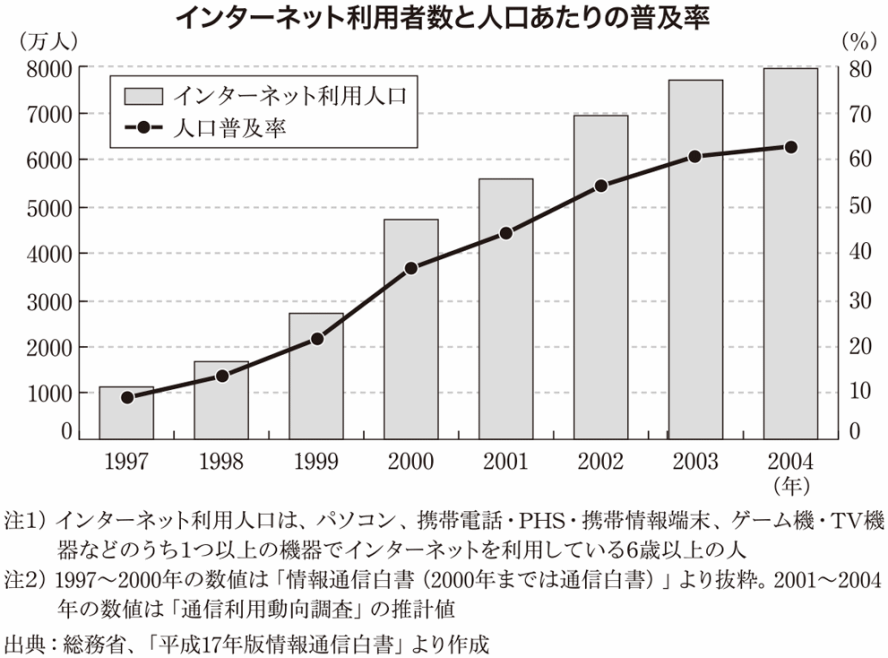 インターネット利用者数と人口あたりの普及率
（万人）
（%）
インターネット利用人口
人口普及率
8000
7000
6000
5000
4000
3000
2000
1000
0
80
70
60
50
40
30
20
10
0
1997 1998 1999 2000 2001 2002 2003 2004
（年）
注1）インターネット利用人口は、パソコン、携帯電話・PHS・携帯情報端末、ゲーム機・TV機
器などのうち1つ以上の機器でインターネットを利用している6歳以上の人
注2）1997〜2000年の数値は「情報通信白書（2000年までは通信白書）」より抜粋。2001〜2004
年の数値は「通信利用動向調査」の推計値
出典：総務省、「平成17年版情報通信白書」より作成